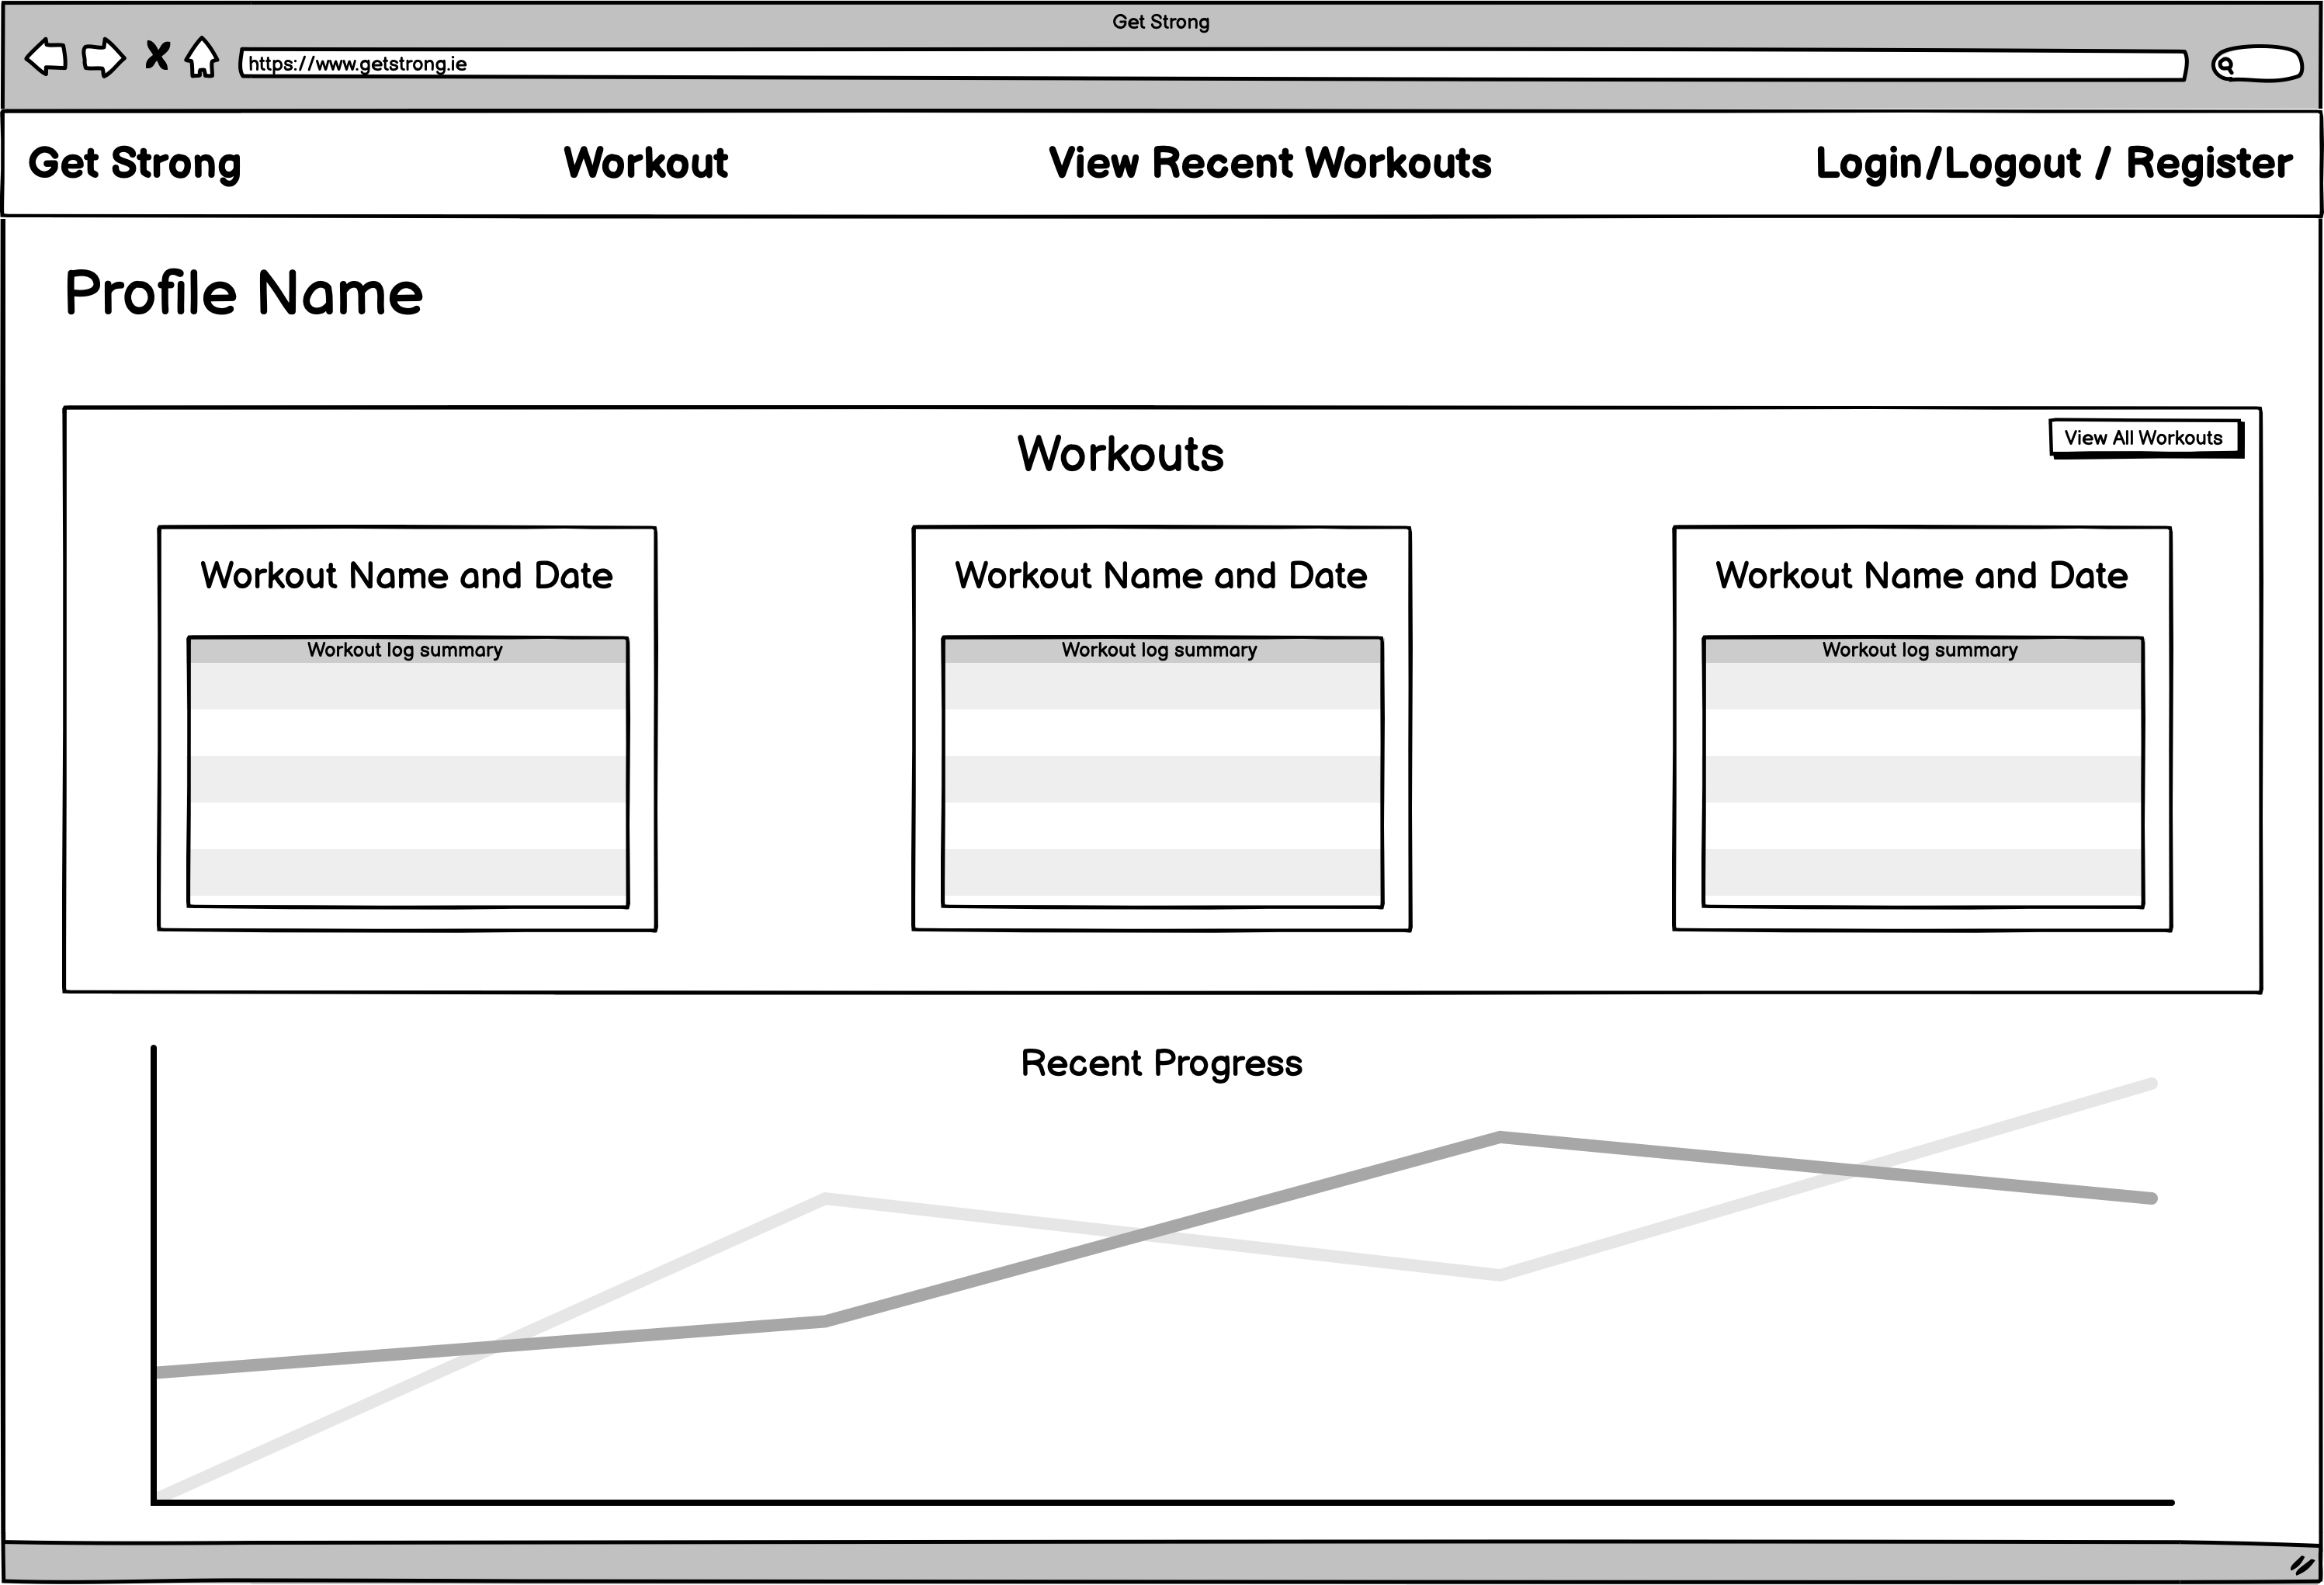 Get Strong
https://www.getstrong.ie
Get Strong Workout View Recent Workouts Login/Logout / Register
Profile Name
View All Workouts
Workouts
Workout Name and Date Workout Name and Date Workout Name and Date
Workout log summary Workout log summary Workout log summary
Recent Progress